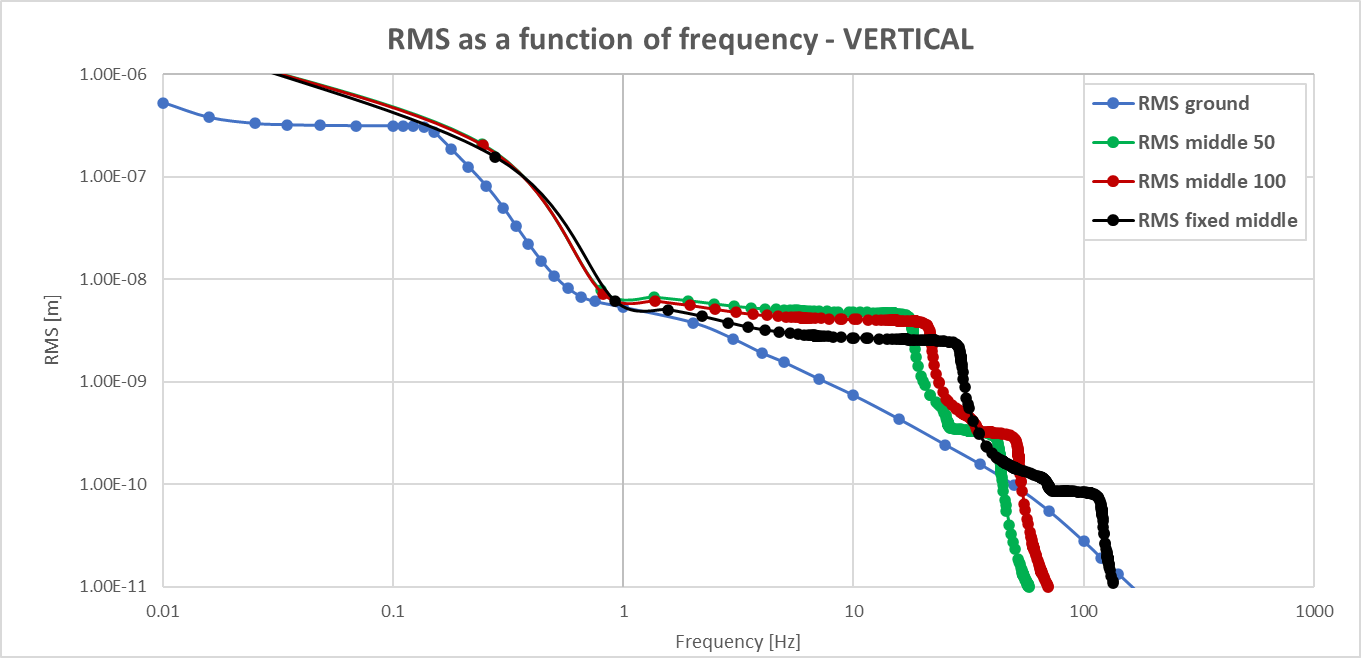 RMS as a function of frequency - VERTICAL
1.00E-06
1.00E-07
1.00E-08
1.00E-09
1.00E-10
1.00E-11
RMS [m]
RMS ground
RMS middle 50
RMS middle 100
RMS fixed middle
0.01 0.1 1 10 100 1000
Frequency [Hz]